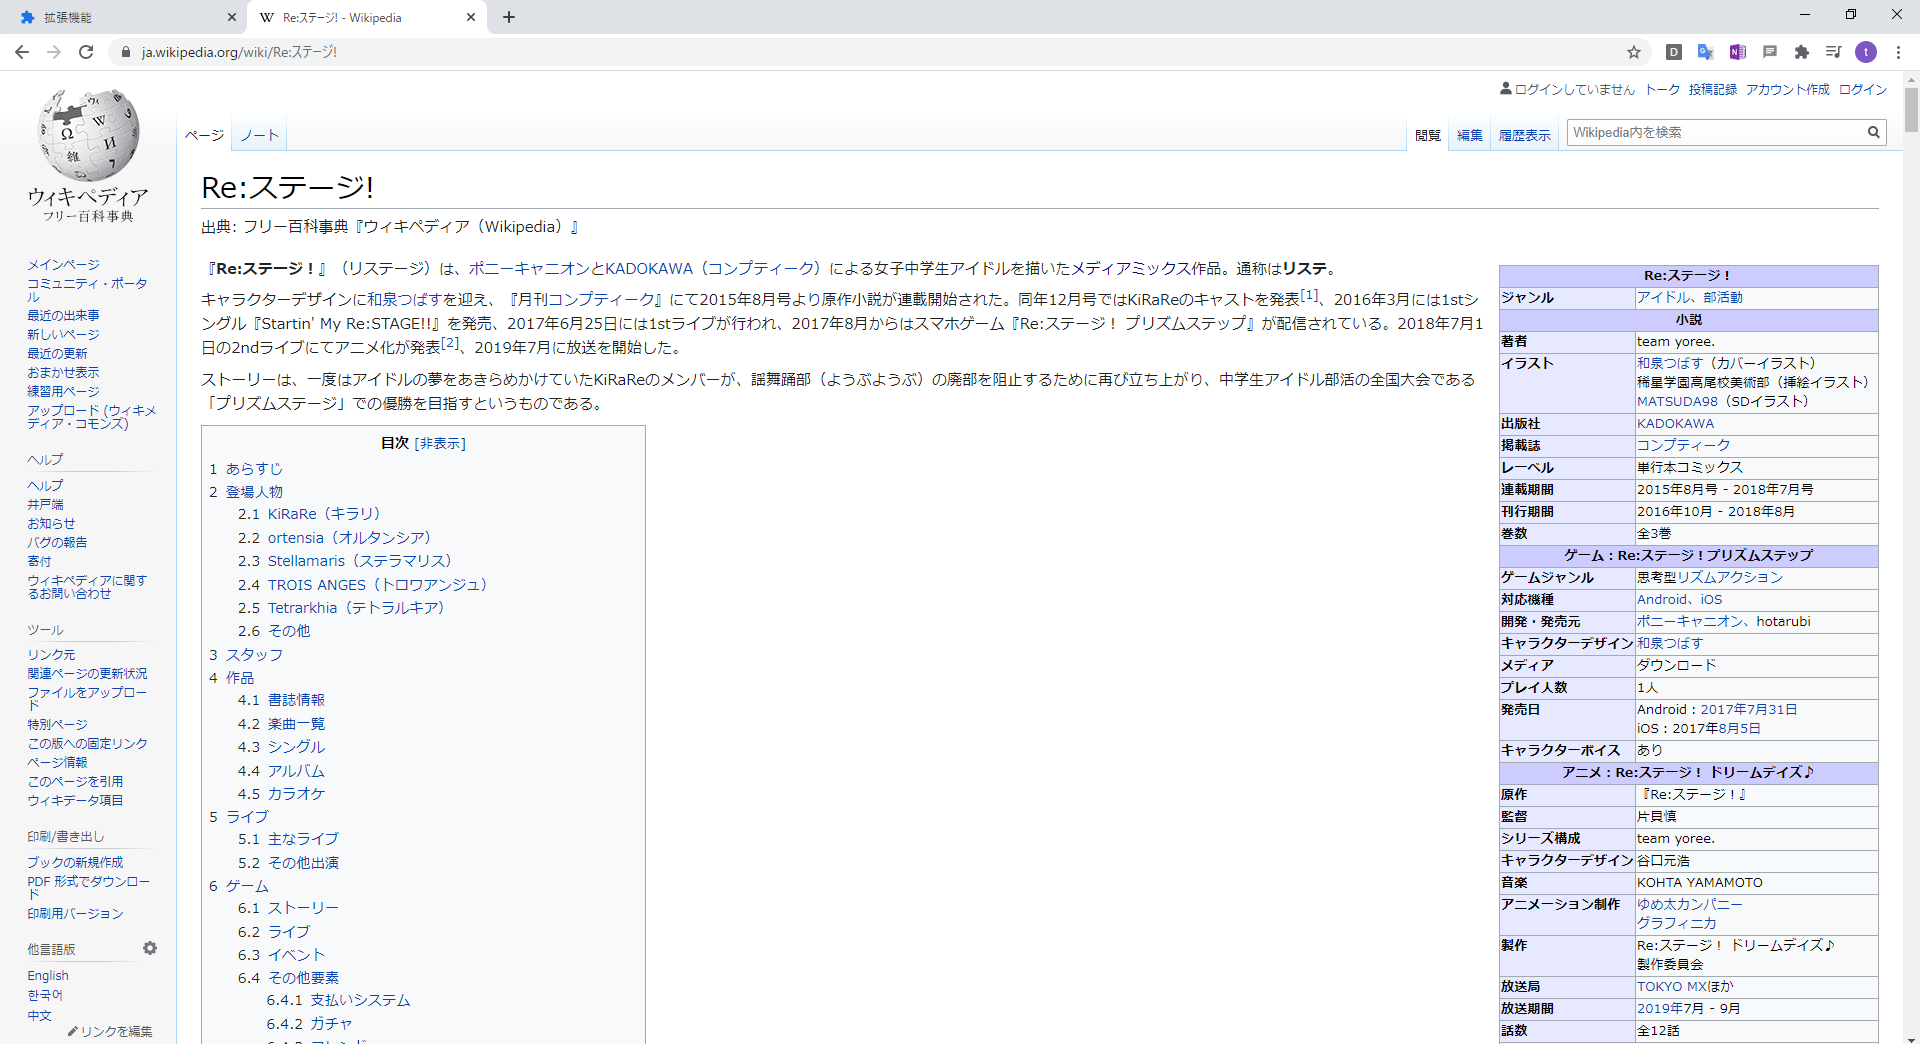 拡張機能
Re:ステージ! - Wikipedia
ja.wikipedia.org/wiki/Re:ステージ!
ログインしていません トーク 投稿記録 アカウント作成 ログイン
ページ ノート
閲覧 編集 履歴表示 Wikipedia内を検索
ウィキペディア
フリー百科事典
メインページ
コミュニティ・ポータ
ル
最近の出来事
新しいページ
最近の更新
おまかせ表示
練習用ページ
アップロード (ウィキメ
ディア・コモンズ)
ヘルプ
ヘルプ
井戸端
お知らせ
バグの報告
寄付
ウィキペディアに関す
るお問い合わせ
ツール
リンク元
関連ページの更新状況
ファイルをアップロー
ド
特別ページ
この版への固定リンク
ページ情報
このページを引用
ウィキデータ項目
印刷/書き出し
ブックの新規作成
PDF 形式でダウンロー
ド
印刷用バージョン
他言語版
English
한국어
中文
リンクを編集
Re:ステージ!
出典: フリー百科事典『ウィキペディア（Wikipedia）』
『Re:ステージ！』（リステージ）は、ポニーキャニオンとKADOKAWA（コンプティーク）による女子中学生アイドルを描いたメディアミックス作品。通称はリステ。
キャラクターデザインに和泉つばすを迎え、『月刊コンプティーク』にて2015年8月号より原作小説が連載開始された。同年12月号ではKiRaReのキャストを発表[1]、2016年3月には1stシ
ングル『Startin' My Re:STAGE!!』を発売、2017年6月25日には1stライブが行われ、2017年8月からはスマホゲーム『Re:ステージ！ プリズムステップ』が配信されている。2018年7月1
日の2ndライブにてアニメ化が発表[2]、2019年7月に放送を開始した。
ストーリーは、一度はアイドルの夢をあきらめかけていたKiRaReのメンバーが、謡舞踊部（ようぶようぶ）の廃部を阻止するために再び立ち上がり、中学生アイドル部活の全国大会である
「プリズムステージ」での優勝を目指すというものである。
目次 [非表示]
1 あらすじ
2 登場人物
2.1 KiRaRe（キラリ）
2.2 ortensia（オルタンシア）
2.3 Stellamaris（ステラマリス）
2.4 TROIS ANGES（トロワアンジュ）
2.5 Tetrarkhia（テトラルキア）
2.6 その他
3 スタッフ
4 作品
4.1 書誌情報
4.2 楽曲一覧
4.3 シングル
4.4 アルバム
4.5 カラオケ
5 ライブ
5.1 主なライブ
5.2 その他出演
6 ゲーム
6.1 ストーリー
6.2 ライブ
6.3 イベント
6.4 その他要素
6.4.1 支払いシステム
6.4.2 ガチャ
Re:ステージ！
ジャンル アイドル、部活動
小説
著者 team yoree.
イラスト 和泉つばす（カバーイラスト）
稀星学園高尾校美術部（挿絵イラスト）
MATSUDA98（SDイラスト）
出版社 KADOKAWA
掲載誌 コンプティーク
レーベル 単行本コミックス
連載期間 2015年8月号 - 2018年7月号
刊行期間 2016年10月 - 2018年8月
巻数 全3巻
ゲーム：Re:ステージ！プリズムステップ
ゲームジャンル 思考型リズムアクション
対応機種 Android、iOS
開発・発売元 ポニーキャニオン、hotarubi
キャラクターデザイン 和泉つばす
メディア ダウンロード
プレイ人数 1人
発売日 Android：2017年7月31日
iOS：2017年8月5日
キャラクターボイス あり
アニメ：Re:ステージ！ ドリームデイズ♪
原作 『Re:ステージ！』
監督 片貝慎
シリーズ構成 team yoree.
キャラクターデザイン 谷口元浩
音楽 KOHTA YAMAMOTO
アニメーション制作 ゆめ太カンパニー
グラフィニカ
製作 Re:ステージ！ ドリームデイズ♪
製作委員会
放送局 TOKYO MXほか
放送期間 2019年7月 - 9月
話数 全12話